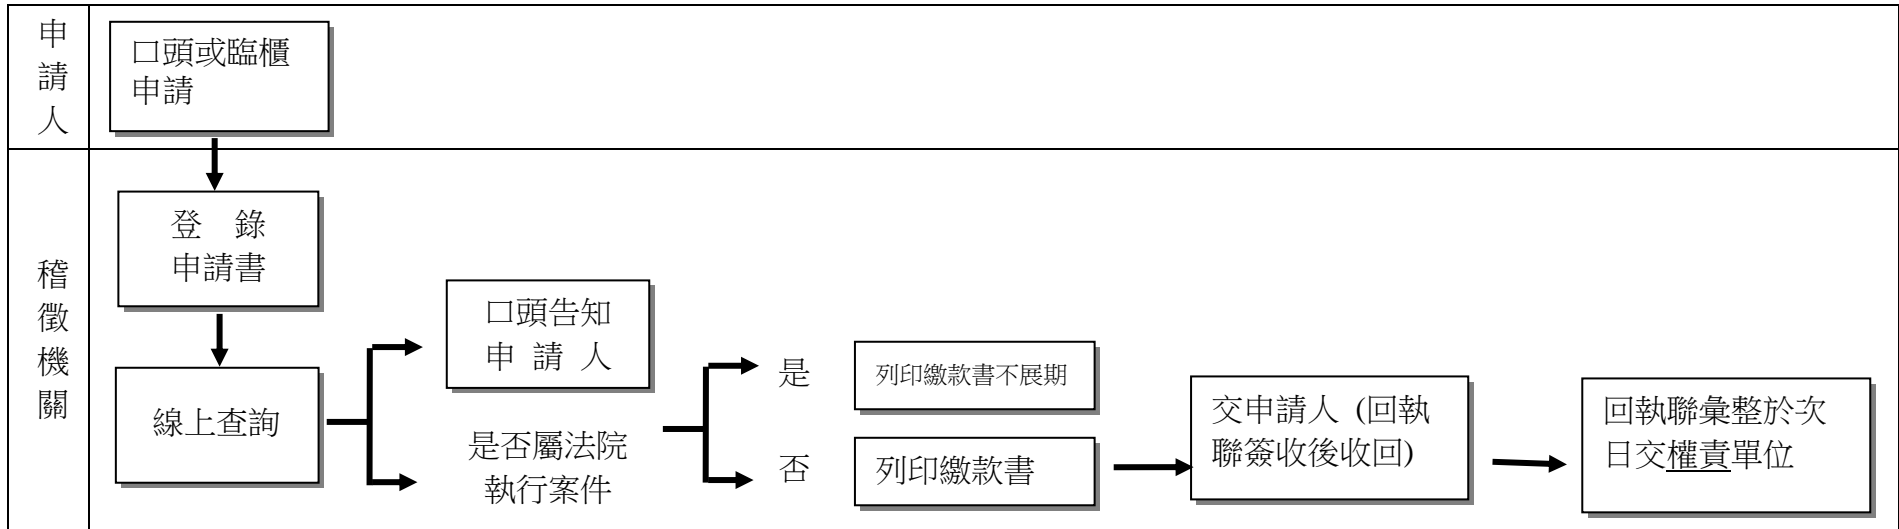 申請人
口頭或臨櫃
申請
稽徵機關
登　錄
申請書
線上查詢
口頭告知
申 請 人
是否屬法院
執行案件
是
列印繳款書不展期
否
列印繳款書
交申請人 (回執
聯簽收後收回)
回執聯彙整於次
日交權責單位